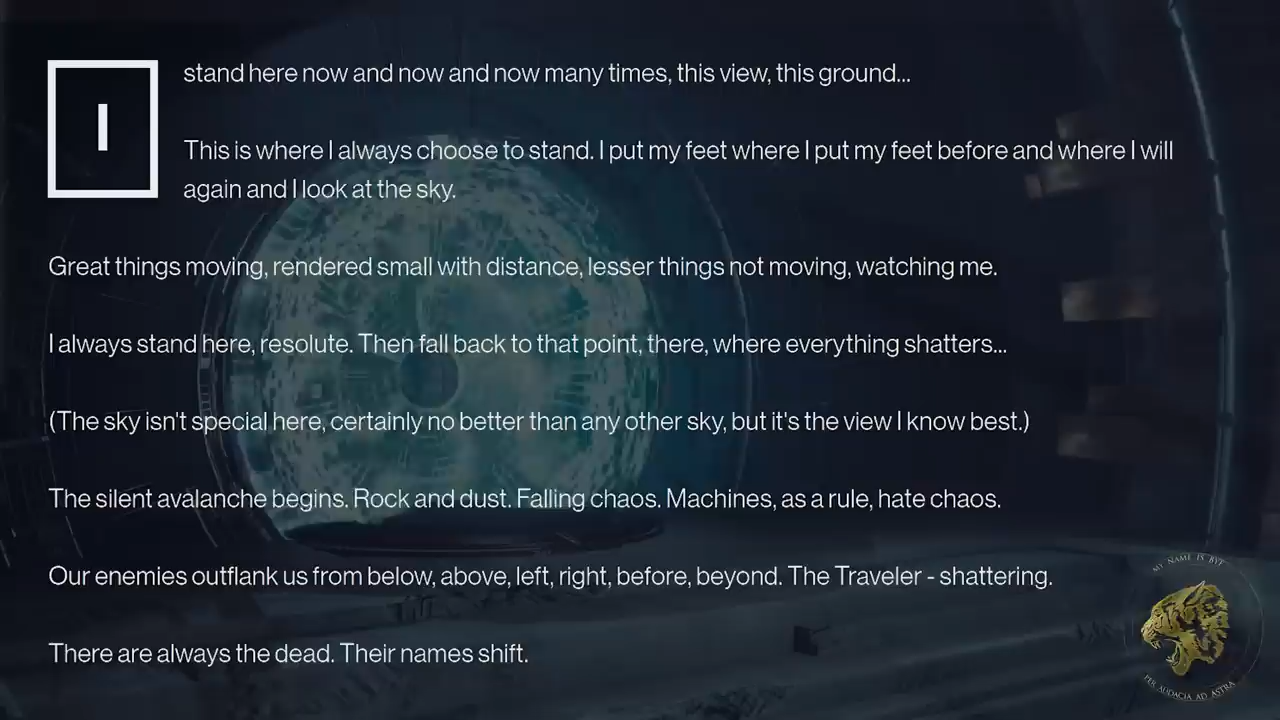 I
stand here now and now and now many times, this view, this ground...
This is where I always choose to stand. I put my feet where I put my feet before and where I will
again and I look at the sky.
Great things moving, rendered small with distance, lesser things not moving, watching me.
I always stand here, resolute. Then fall back to that point, there, where everything shatters...
(The sky isn't special here, certainly no better than any other sky, but it's the view I know best.)
The silent avalanche begins. Rock and dust. Falling chaos. Machines, as a rule, hate chaos.
Our enemies outflank us from below, above, left, right, before, beyond. The Traveler - shattering.
There are always the dead. Their names shift.
MY NAME IS BYF
PER AUDACIA AD ASTRA